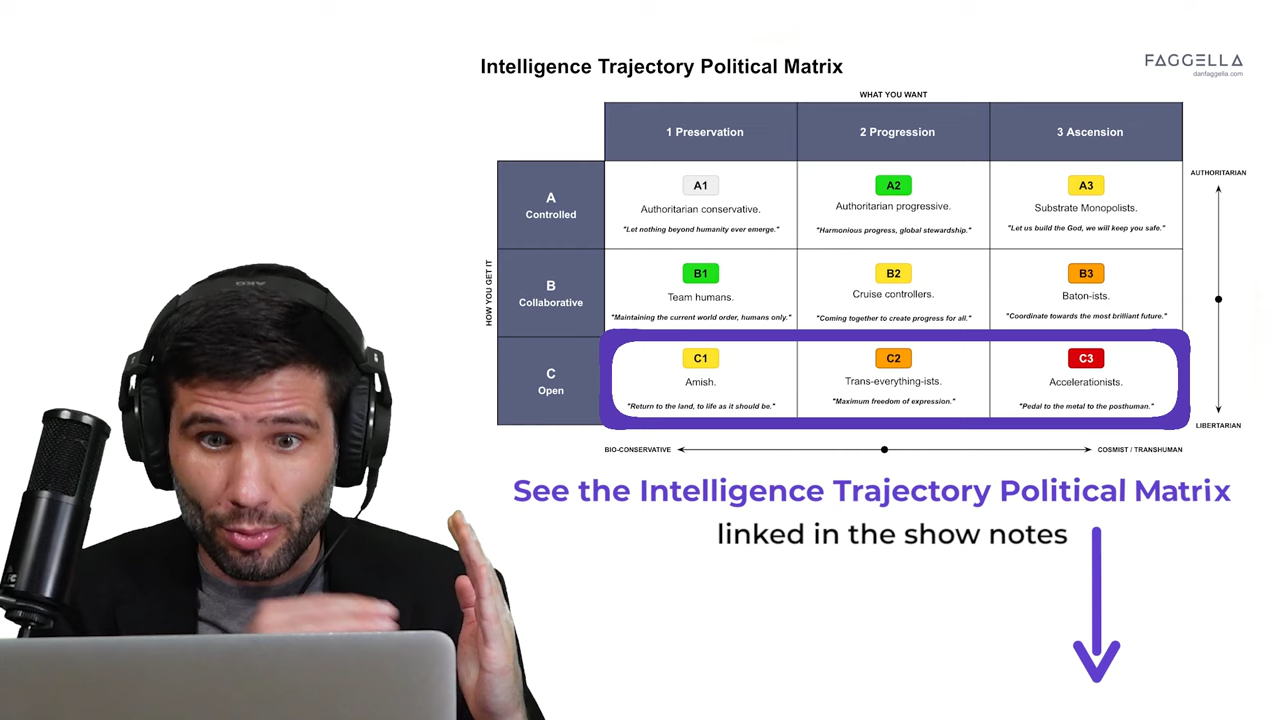 Intelligence Trajectory Political Matrix
FAGGELLA
danfaggella.com
WHAT YOU WANT
1 Preservation
2 Progression
3 Ascension
HOW YOU GET IT
A
Controlled
A1
Authoritarian conservative.
"Let nothing beyond humanity ever emerge."
A2
Authoritarian progressive.
"Harmonious progress, global stewardship."
A3
Substrate Monopolists.
"Let us build the God, we will keep you safe."
AUTHORITARIAN
B
Collaborative
B1
Team humans.
"Maintaining the current world order, humans only."
B2
Cruise controllers.
"Coming together to create progress for all."
B3
Baton-ists.
"Coordinate towards the most brilliant future."
C
Open
C1
Amish.
"Return to the land, to life as it should be."
C2
Trans-everything-ists.
"Maximum freedom of expression."
C3
Accelerationists.
"Pedal to the metal to the posthuman."
LIBERTARIAN
BIO-CONSERVATIVE
COSMIST / TRANSHUMAN
See the Intelligence Trajectory Political Matrix
linked in the show notes
AKG